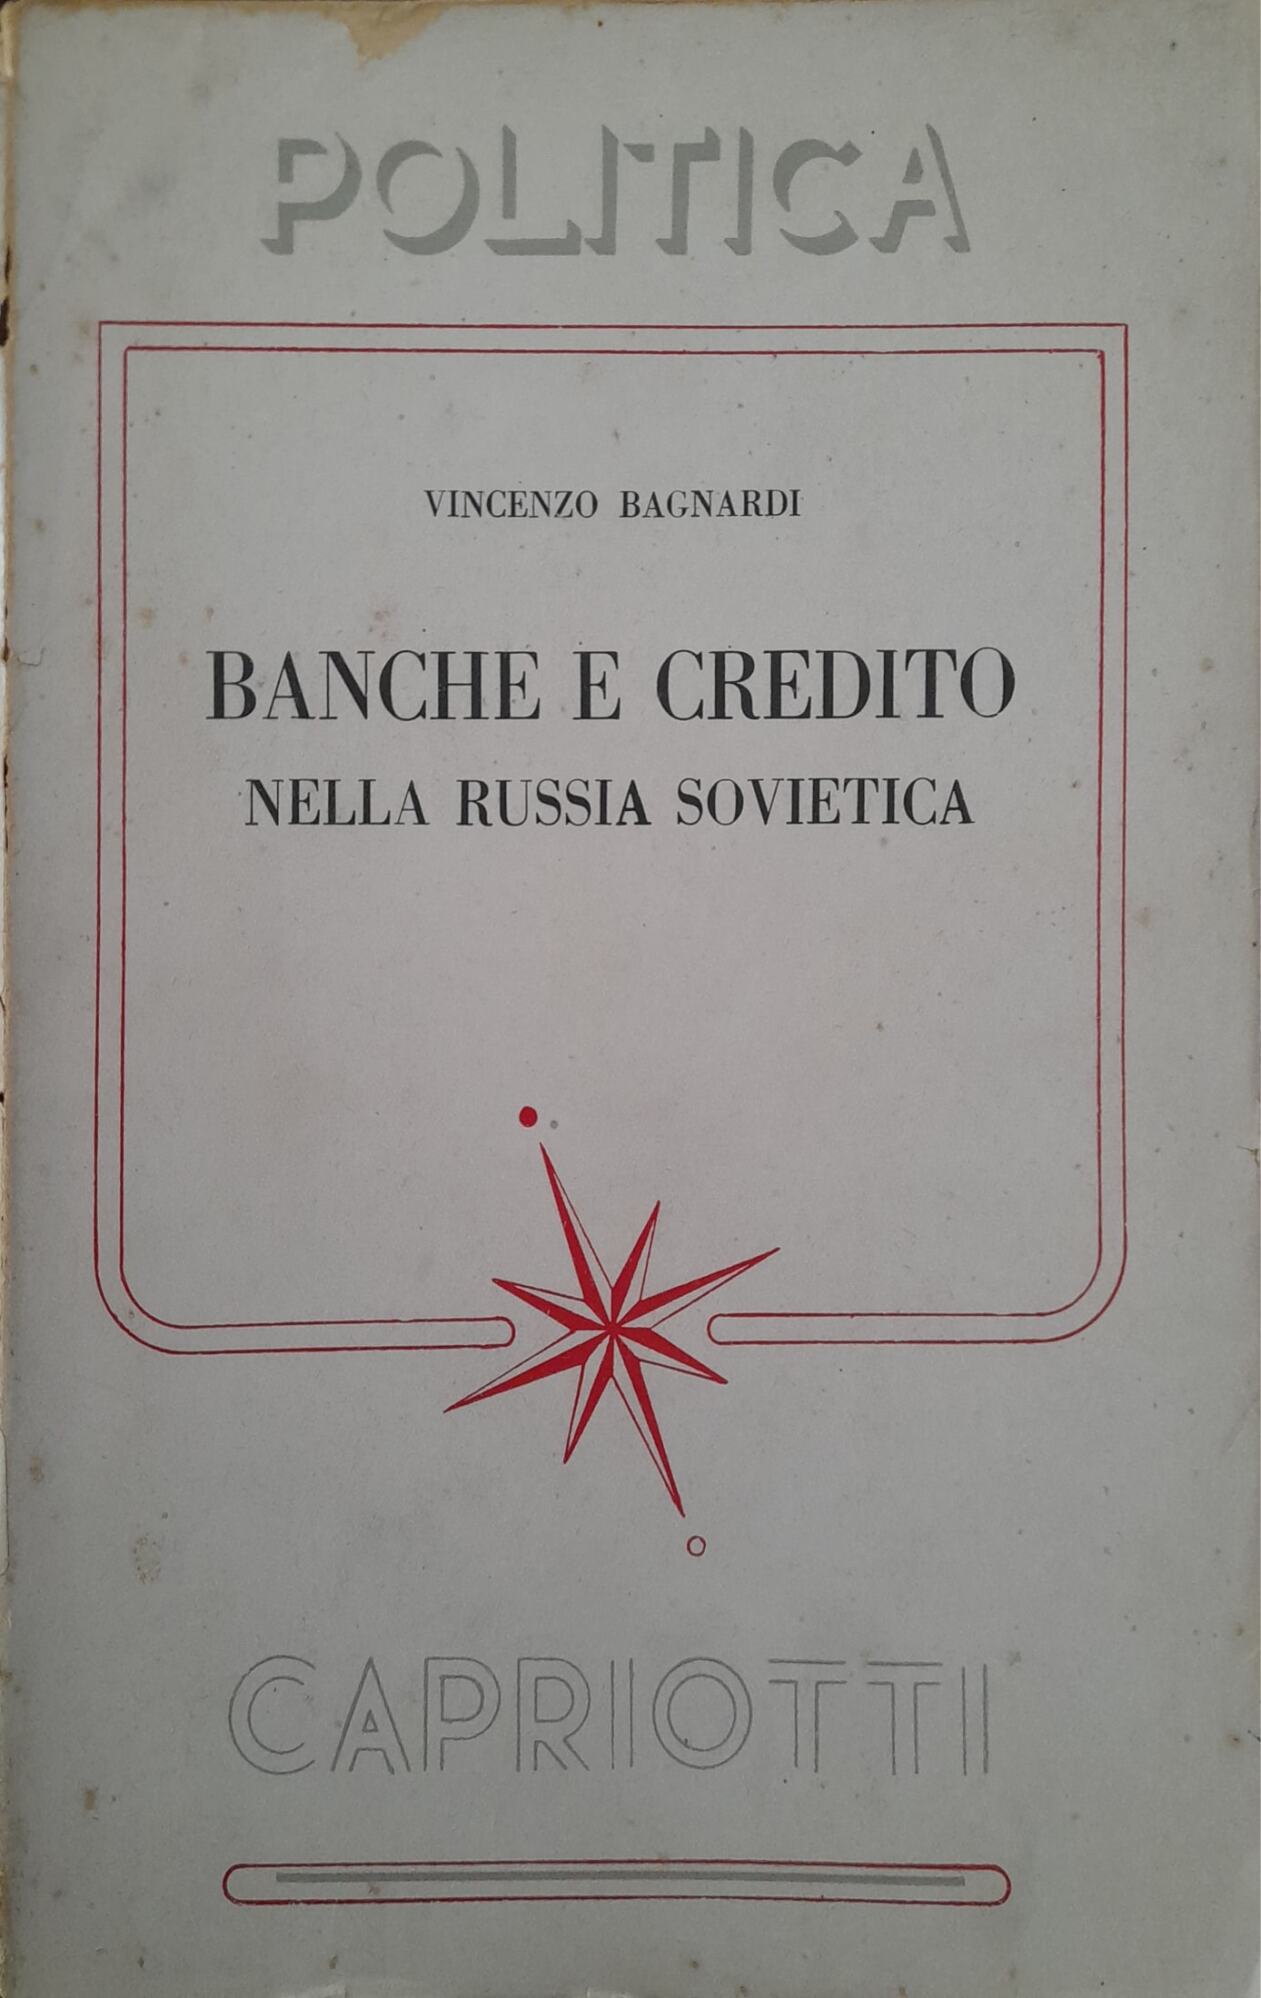 POLITICA
VINCENZO BAGNARDI
BANCHE E CREDITO
NELLA RUSSIA SOVIETICA
CAPRIOTTI